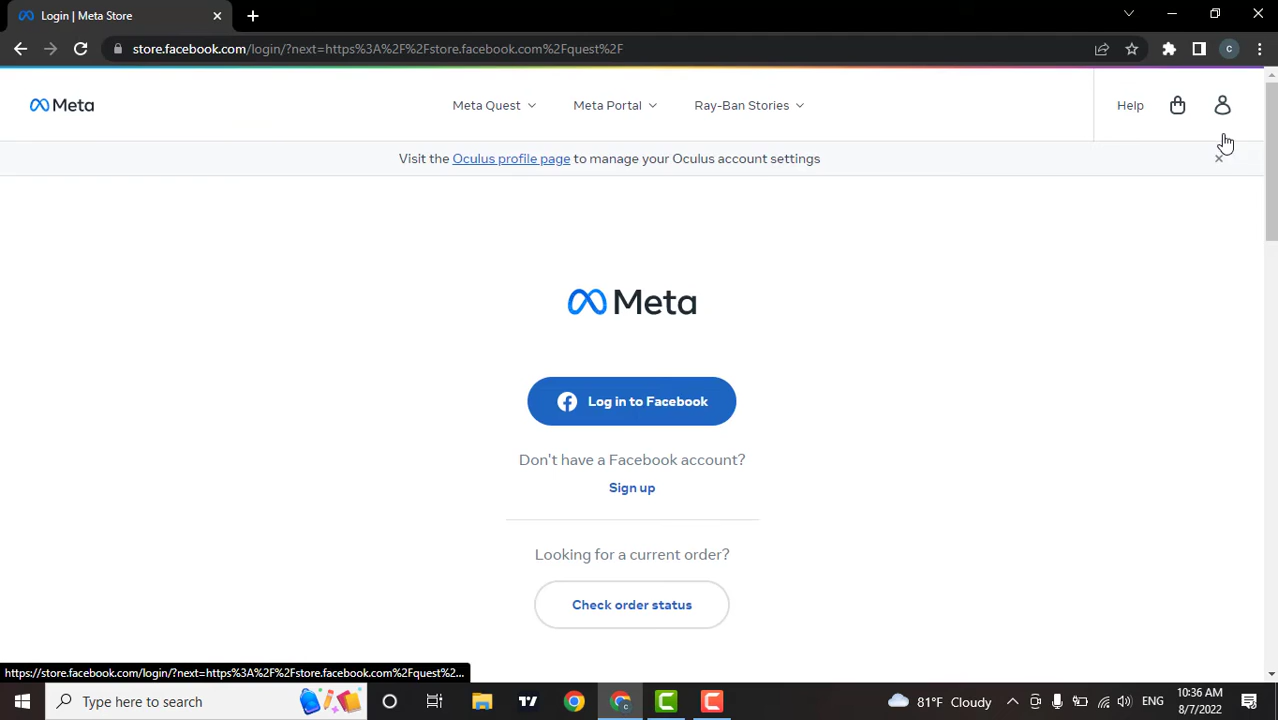 Login | Meta Store
store.facebook.com/login/?next=https%3A%2F%2Fstore.facebook.com%2Fquest%2F
C
Meta
Meta Quest
Meta Portal
Ray-Ban Stories
Help
Visit the Oculus profile page to manage your Oculus account settings
Meta
Log in to Facebook
Don't have a Facebook account?
Sign up
Looking for a current order?
Check order status
https://store.facebook.com/login/?next=https%3A%2F%2Fstore.facebook.com%2Fquest%2...
Type here to search
81°F Cloudy
ENG
10:36 AM
8/7/2022